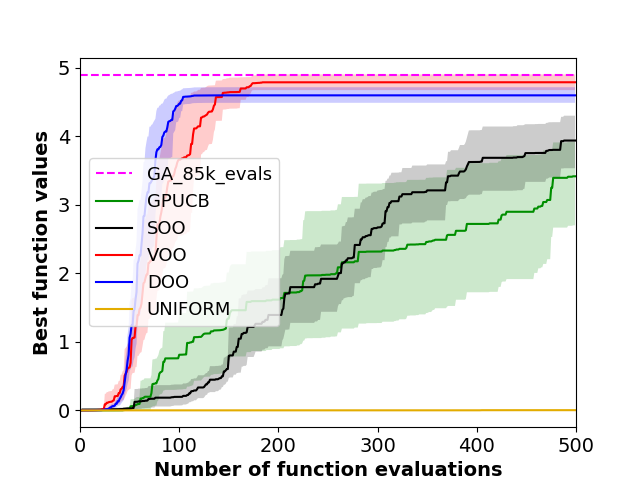 5
4
3
2
1
0
Best function values
GA_85k_evals
GPUCB
SOO
VOO
DOO
UNIFORM
0 100 200 300 400 500
Number of function evaluations